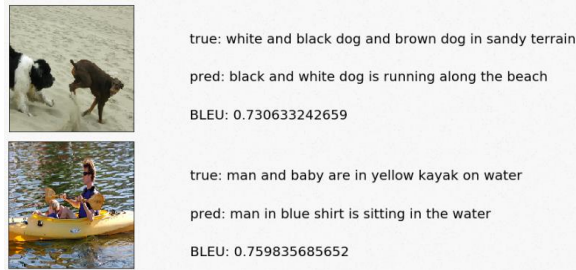 true: white and black dog and brown dog in sandy terrain
pred: black and white dog is running along the beach
BLEU: 0.730633242659
true: man and baby are in yellow kayak on water
pred: man in blue shirt is sitting in the water
BLEU: 0.759835685652